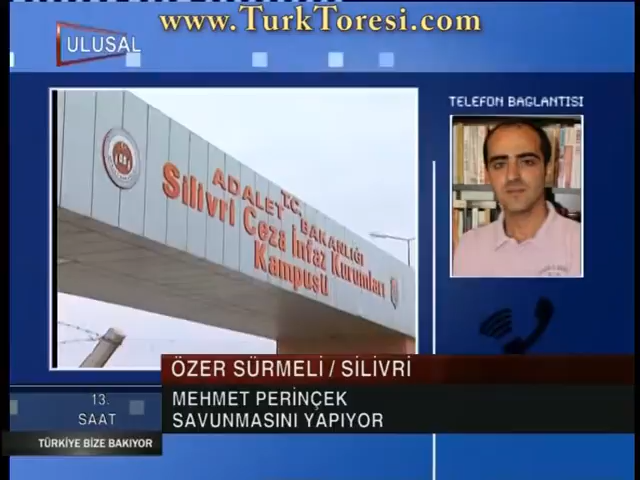 www.TurkToresi.com
ULUSAL
TELEFON BAGLANTISI
T.C.
ADALET BAKANLIĞI
Silivri Ceza İnfaz Kurumları
Kampusü
ÖZER SÜRMELİ / SİLİVRİ
13.
SAAT
MEHMET PERİNÇEK
SAVUNMASINI YAPIYOR
TÜRKİYE BİZE BAKIYOR